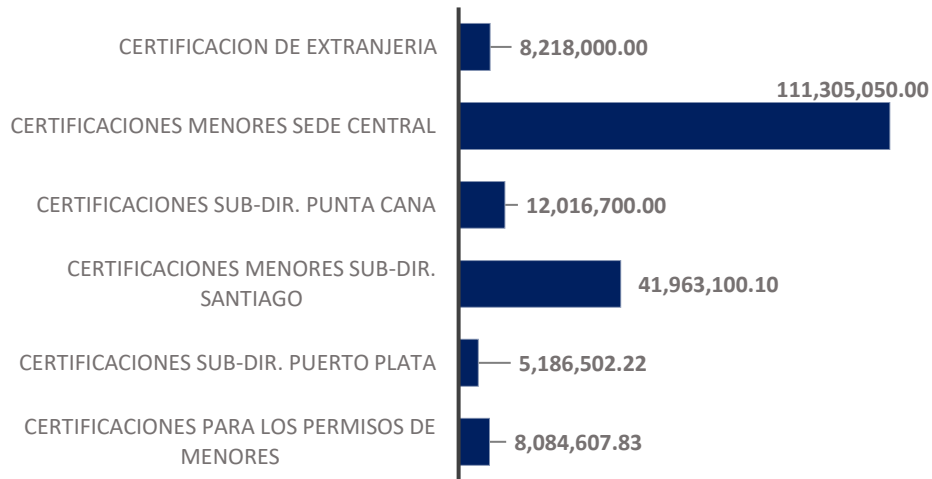 CERTIFICACION DE EXTRANJERIA
8,218,000.00
111,305,050.00
CERTIFICACIONES MENORES SEDE CENTRAL
CERTIFICACIONES SUB-DIR. PUNTA CANA
12,016,700.00
CERTIFICACIONES MENORES SUB-DIR.
SANTIAGO
41,963,100.10
CERTIFICACIONES SUB-DIR. PUERTO PLATA
5,186,502.22
CERTIFICACIONES PARA LOS PERMISOS DE
MENORES
8,084,607.83